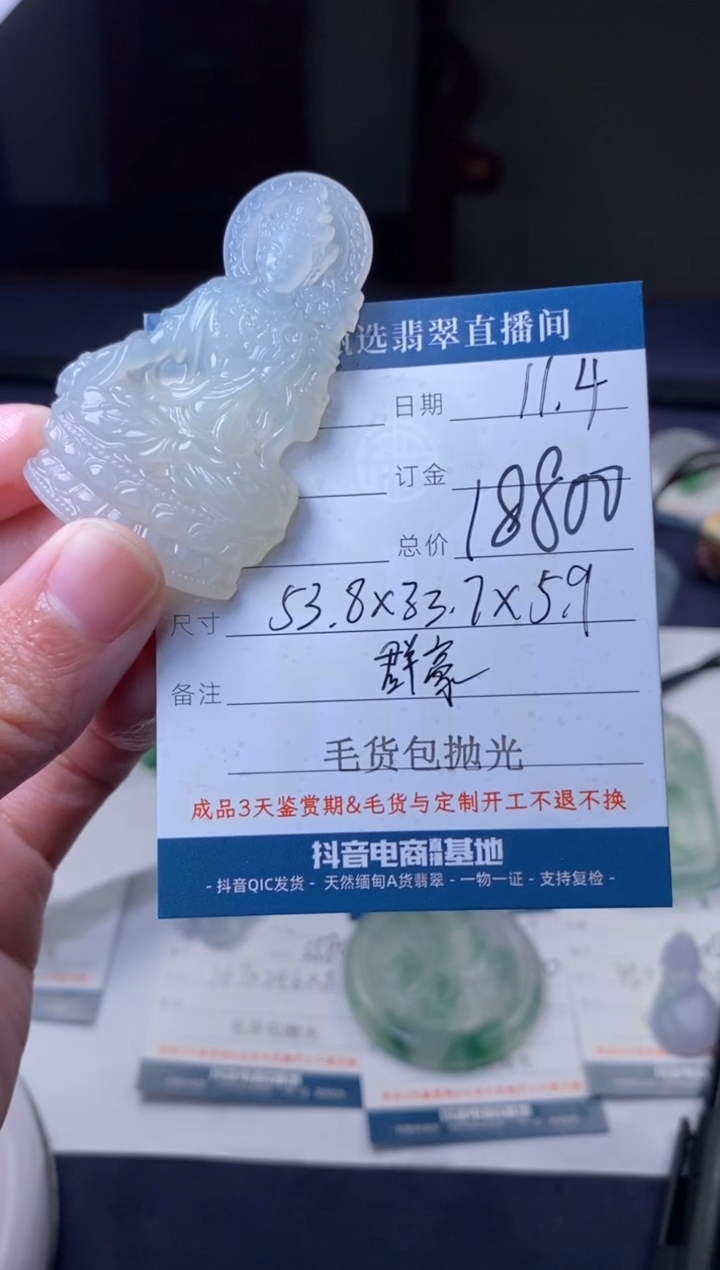 选翡翠直播间
日期 11.4
订金
总价 18800
尺寸 53.8x33.7x5.9
备注 群豪
毛货包抛光
成品3天鉴赏期&毛货与定制开工不退不换
抖音电商直播基地
- 抖音QIC发货 - 天然缅甸A货翡翠 - 一物一证 - 支持复检 -